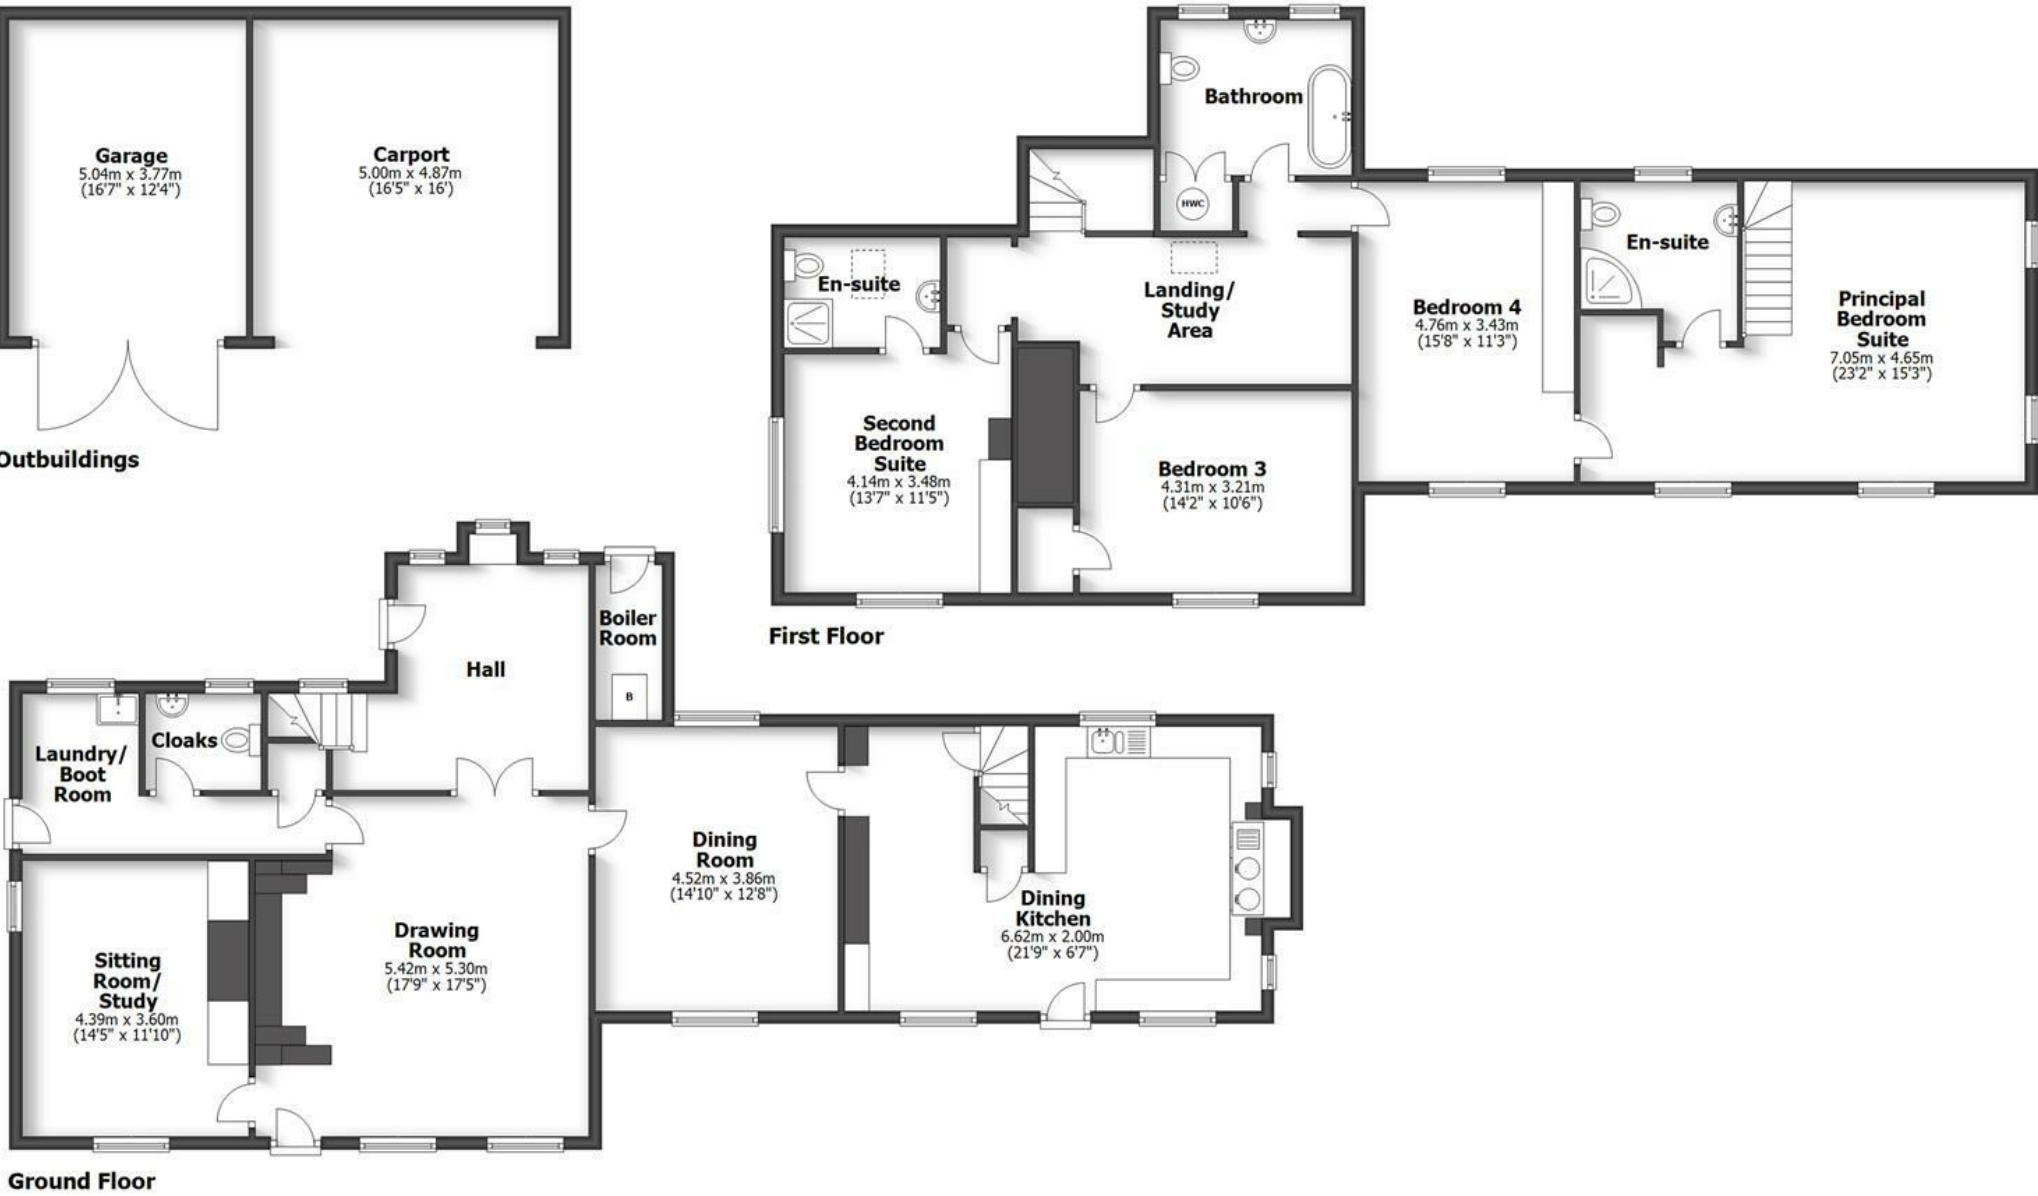 Garage
5.04m x 3.77m
(16'7" x 12'4")
Carport
5.00m x 4.87m
(16'5" x 16')
Outbuildings
Bathroom
HWC
En-suite
Landing/
Study
Area
Bedroom 4
4.76m x 3.43m
(15'8" x 11'3")
En-suite
Principal
Bedroom
Suite
7.05m x 4.65m
(23'2" x 15'3")
Second
Bedroom
Suite
4.14m x 3.48m
(13'7" x 11'5")
Bedroom 3
4.31m x 3.21m
(14'2" x 10'6")
First Floor
Boiler
Room
B
Hall
Laundry/
Boot
Room
Cloaks
Dining
Room
4.52m x 3.86m
(14'10" x 12'8")
Dining
Kitchen
6.62m x 2.00m
(21'9" x 6'7")
Drawing
Room
5.42m x 5.30m
(17'9" x 17'5")
Sitting
Room/
Study
4.39m x 3.60m
(14'5" x 11'10")
Ground Floor